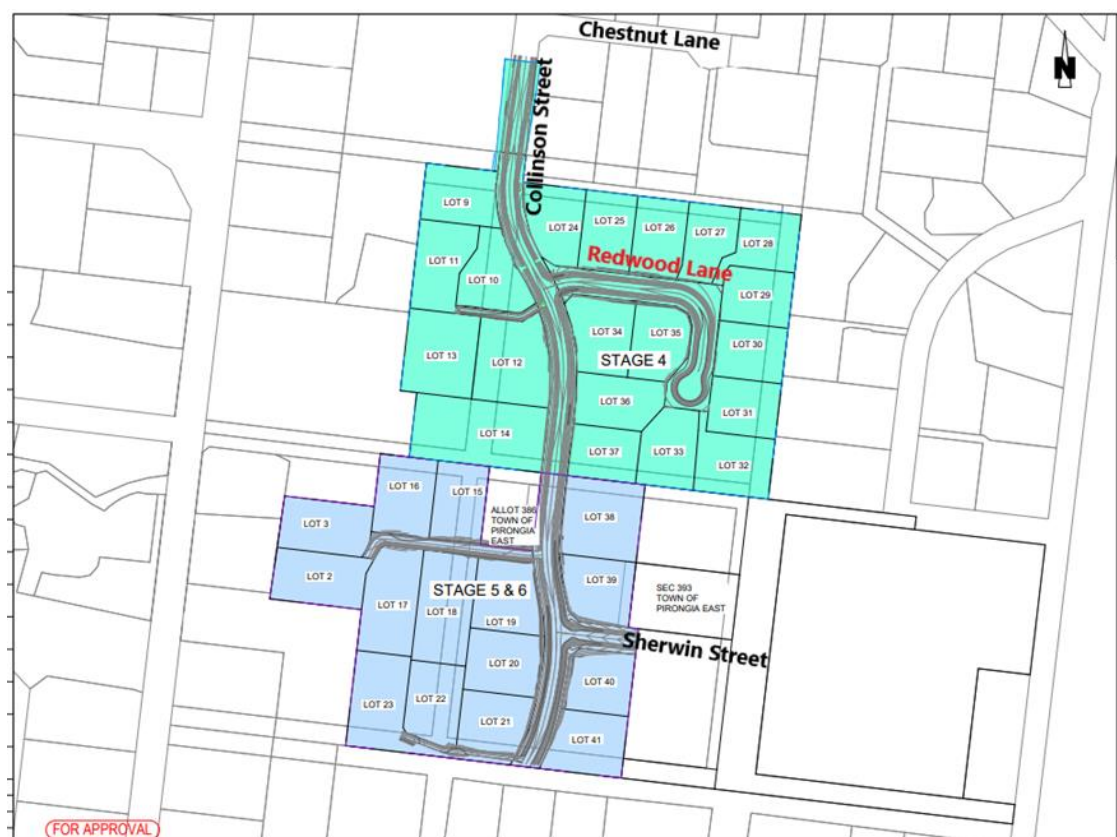 Chestnut Lane
N
Collinson Street
LOT 9
LOT 24
LOT 25
LOT 26
LOT 27
LOT 28
LOT 11
LOT 10
Redwood Lane
LOT 29
LOT 34
LOT 35
LOT 30
LOT 13
LOT 12
STAGE 4
LOT 36
LOT 31
LOT 14
LOT 37
LOT 33
LOT 32
LOT 16
LOT 15
ALLOT 386
TOWN OF
PIRONGIA
EAST
LOT 38
LOT 3
LOT 2
STAGE 5 & 6
LOT 39
SEC 393
TOWN OF
PIRONGIA EAST
LOT 17
LOT 18
LOT 19
Sherwin Street
LOT 20
LOT 40
LOT 23
LOT 22
LOT 21
LOT 41
FOR APPROVAL